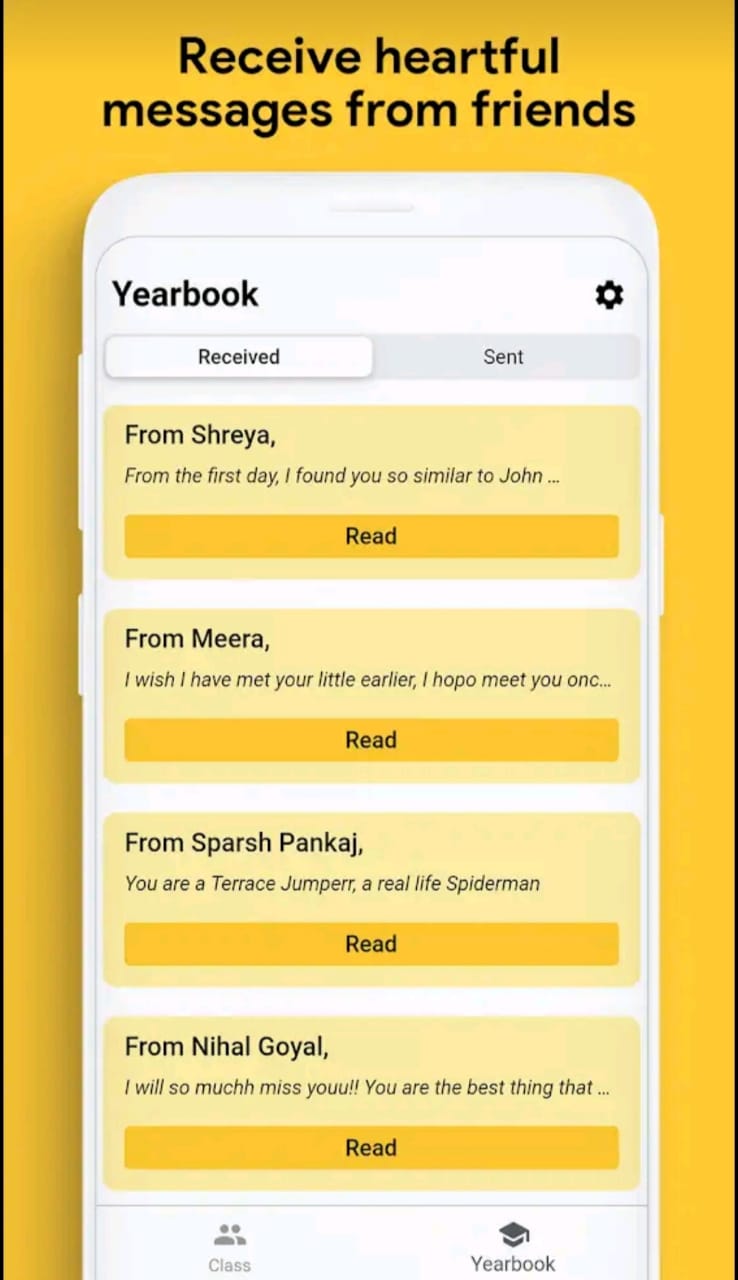 Receive heartful
messages from friends
Yearbook
Received
Sent
From Shreya,
From the first day, I found you so similar to John ...
Read
From Meera,
I wish I have met your little earlier, I hopo meet you onc...
Read
From Sparsh Pankaj,
You are a Terrace Jumperr, a real life Spiderman
Read
From Nihal Goyal,
I will so muchh miss youu!! You are the best thing that ...
Read
Class
Yearbook